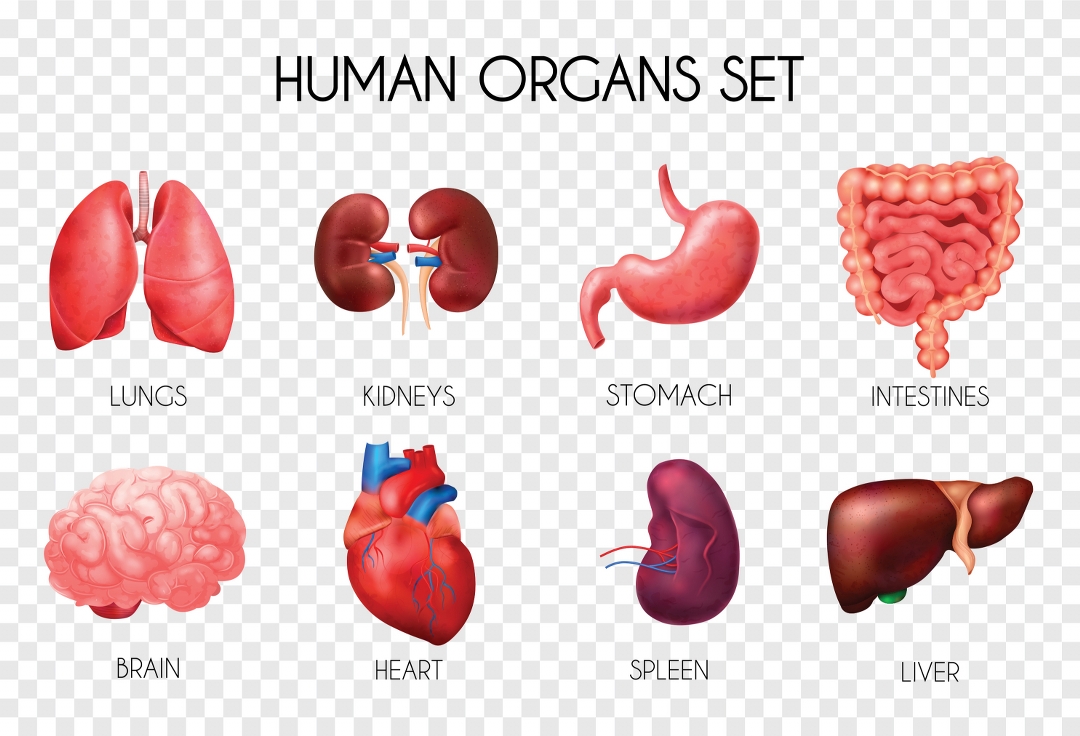 HUMAN ORGANS SET
LUNGS
KIDNEYS
STOMACH
INTESTINES
BRAIN
HEART
SPLEEN
LIVER